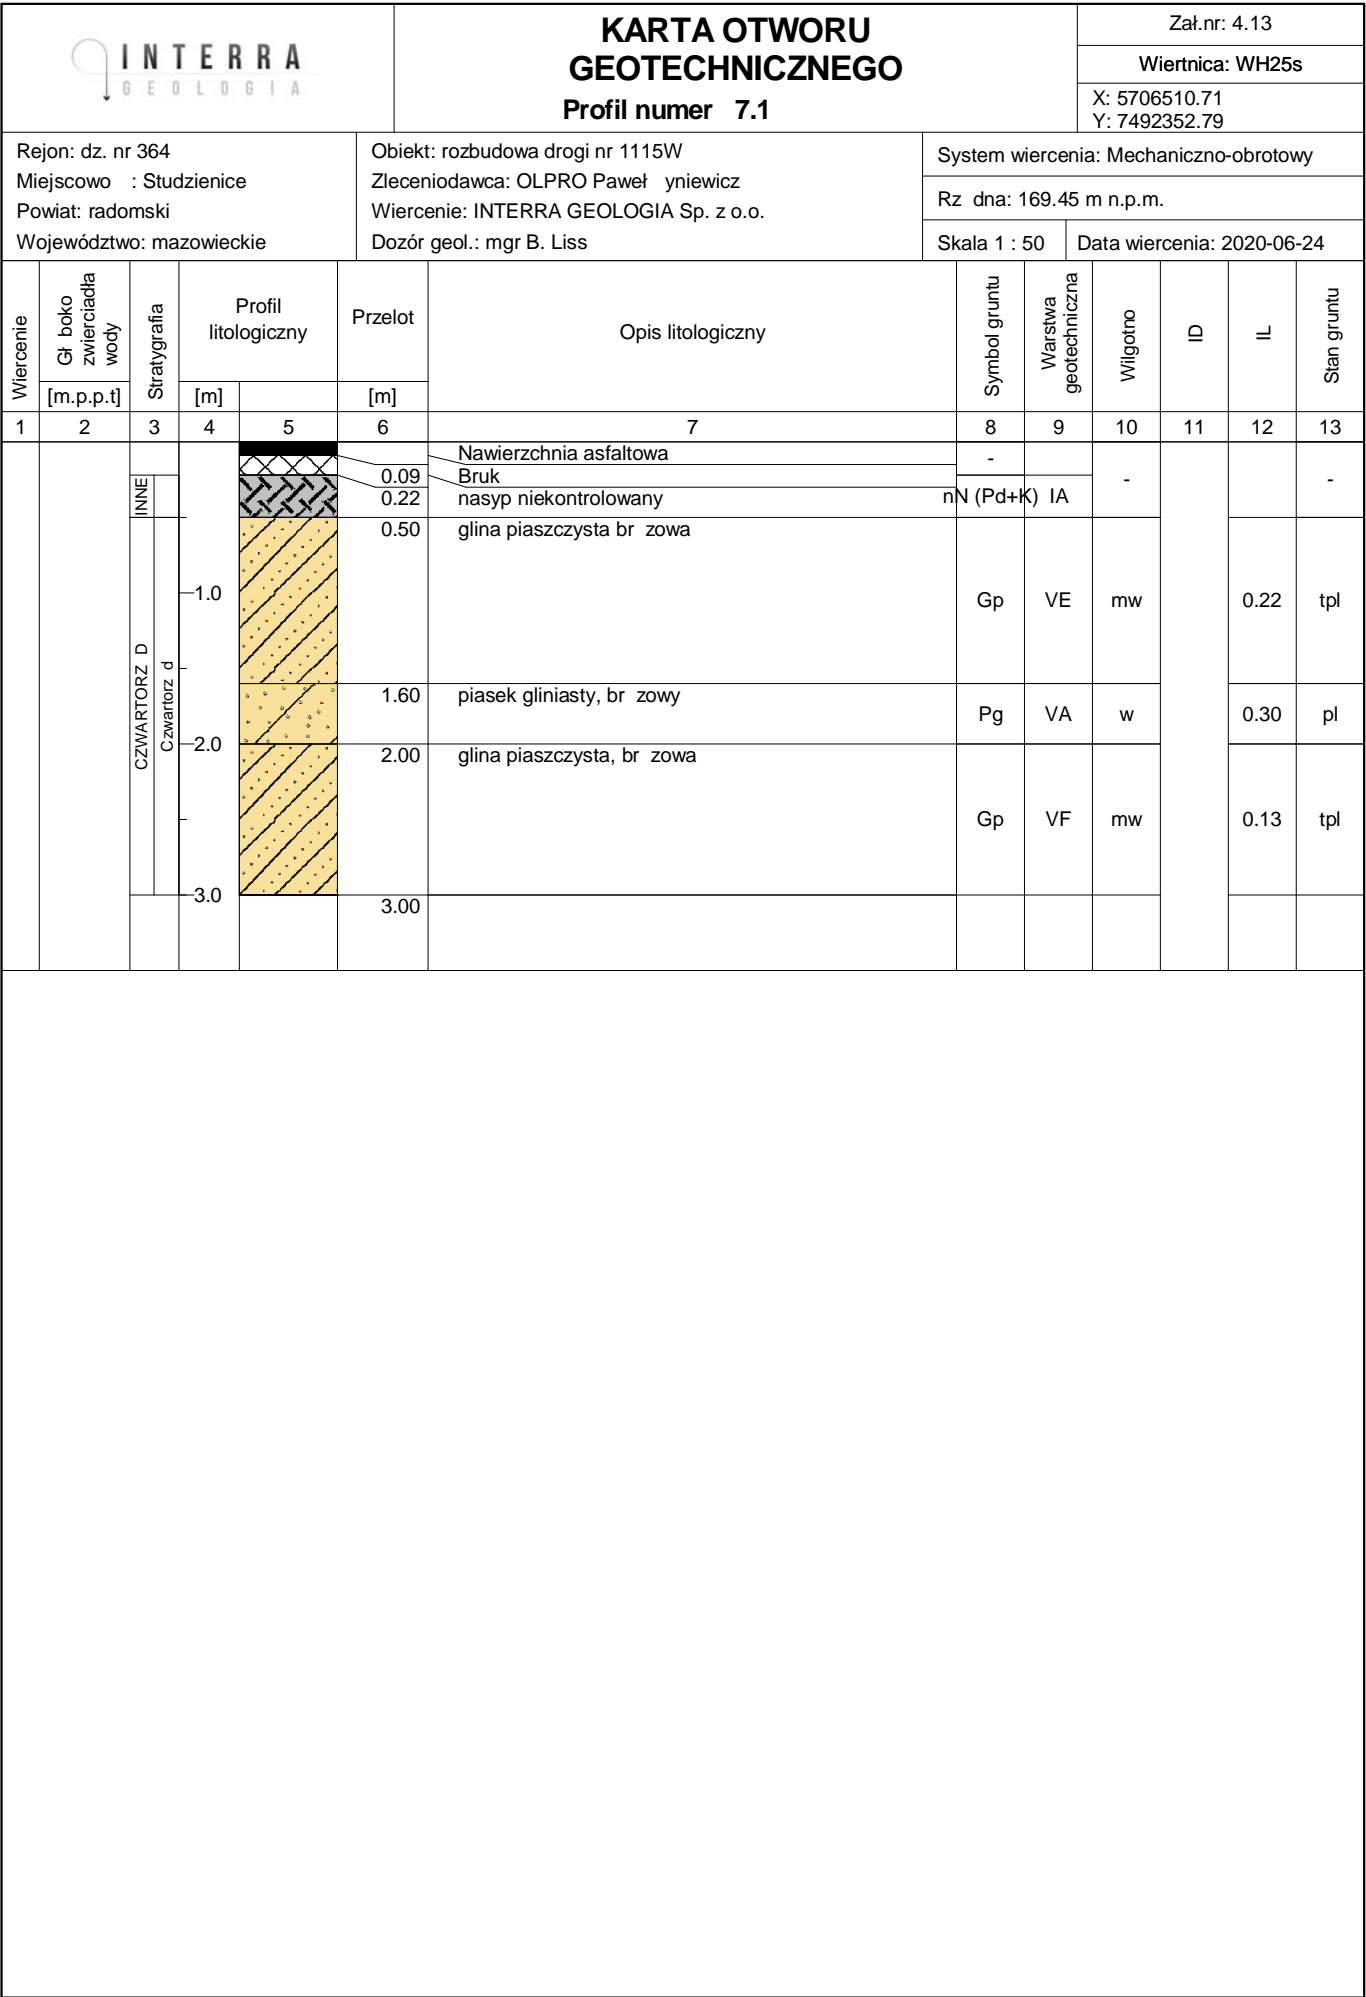 INTERRA
GEOLOGIA
KARTA OTWORU
GEOTECHNICZNEGO
Profil numer 7.1
Zał.nr: 4.13
Wiertnica: WH25s
X: 5706510.71
Y: 7492352.79
Rejon: dz. nr 364
Miejscowo : Studzienice
Powiat: radomski
Województwo: mazowieckie
Obiekt: rozbudowa drogi nr 1115W
Zleceniodawca: OLPRO Paweł yniewicz
Wiercenie: INTERRA GEOLOGIA Sp. z o.o.
Dozór geol.: mgr B. Liss
System wiercenia: Mechaniczno-obrotowy
Rz dna: 169.45 m n.p.m.
Skala 1 : 50 Data wiercenia: 2020-06-24
Wiercenie
Gł boko
zwierciadła
wody
[m.p.p.t]
Stratygrafia
Profil
litologiczny
[m]
Przelot
[m]
Opis litologiczny
Symbol gruntu
Warstwa
geotechniczna
Wilgotno
ID
IL
Stan gruntu
1 2 3 4 5 6 7 8 9 10 11 12 13
Nawierzchnia asfaltowa -
0.09 Bruk - -
INNE 0.22 nasyp niekontrolowany nN (Pd+K) IA
0.50 glina piaszczysta br zowa
1.0 Gp VE mw 0.22 tpl
CZWARTORZ D
Czwartorz d
1.60 piasek gliniasty, br zowy
Pg VA w 0.30 pl
2.0
2.00 glina piaszczysta, br zowa
Gp VF mw 0.13 tpl
3.0
3.00